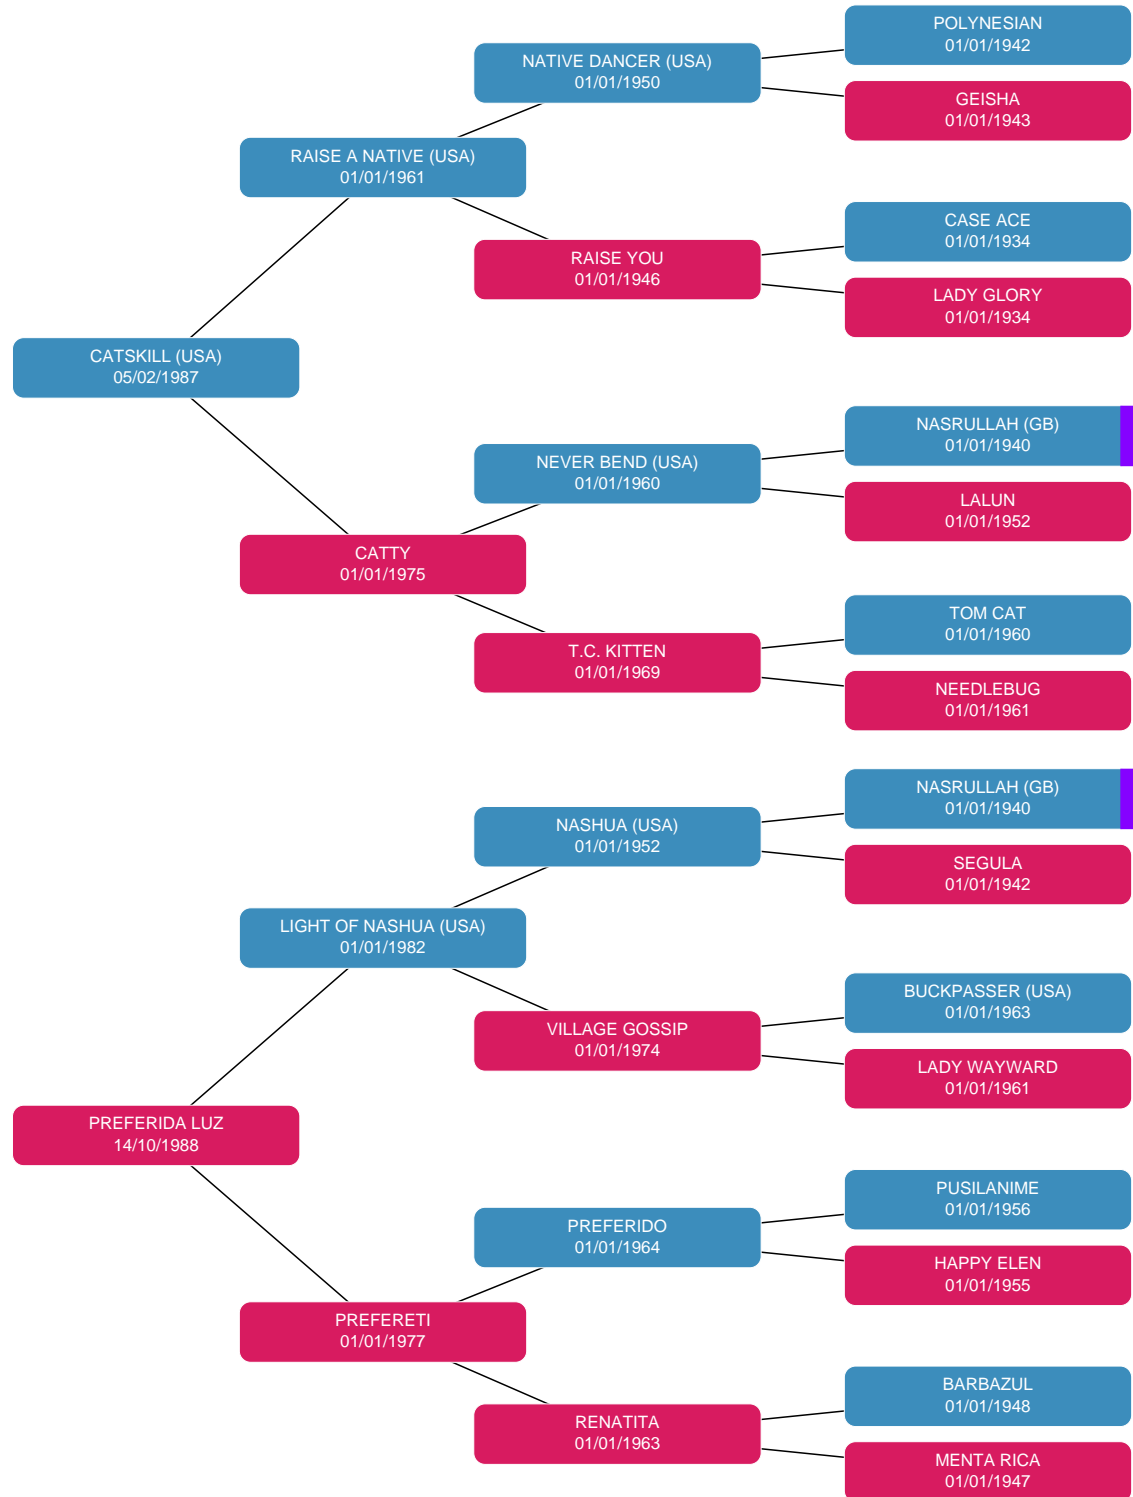 POLYNESIAN
01/01/1942
NATIVE DANCER (USA)
01/01/1950
GEISHA
01/01/1943
RAISE A NATIVE (USA)
01/01/1961
CASE ACE
01/01/1934
RAISE YOU
01/01/1946
LADY GLORY
01/01/1934
CATSKILL (USA)
05/02/1987
NASRULLAH (GB)
01/01/1940
NEVER BEND (USA)
01/01/1960
LALUN
01/01/1952
CATTY
01/01/1975
TOM CAT
01/01/1960
T.C. KITTEN
01/01/1969
NEEDLEBUG
01/01/1961
NASRULLAH (GB)
01/01/1940
NASHUA (USA)
01/01/1952
SEGULA
01/01/1942
LIGHT OF NASHUA (USA)
01/01/1982
BUCKPASSER (USA)
01/01/1963
VILLAGE GOSSIP
01/01/1974
LADY WAYWARD
01/01/1961
PREFERIDA LUZ
14/10/1988
PUSILANIME
01/01/1956
PREFERIDO
01/01/1964
HAPPY ELEN
01/01/1955
PREFERETI
01/01/1977
BARBAZUL
01/01/1948
RENATITA
01/01/1963
MENTA RICA
01/01/1947